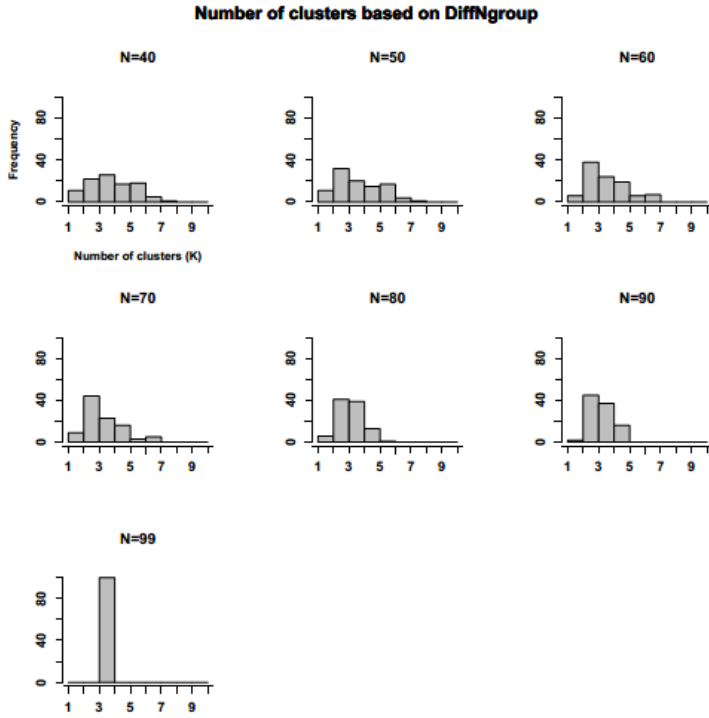 Number of clusters based on DiffNgroup
N=40
N=50
N=60
Frequency
0 40 80
1 3 5 7 9
Number of clusters (K)
0 40 80
1 3 5 7 9
0 40 80
1 3 5 7 9
N=70
N=80
N=90
0 40 80
1 3 5 7 9
0 40 80
1 3 5 7 9
0 40 80
1 3 5 7 9
N=99
0 40 80
1 3 5 7 9